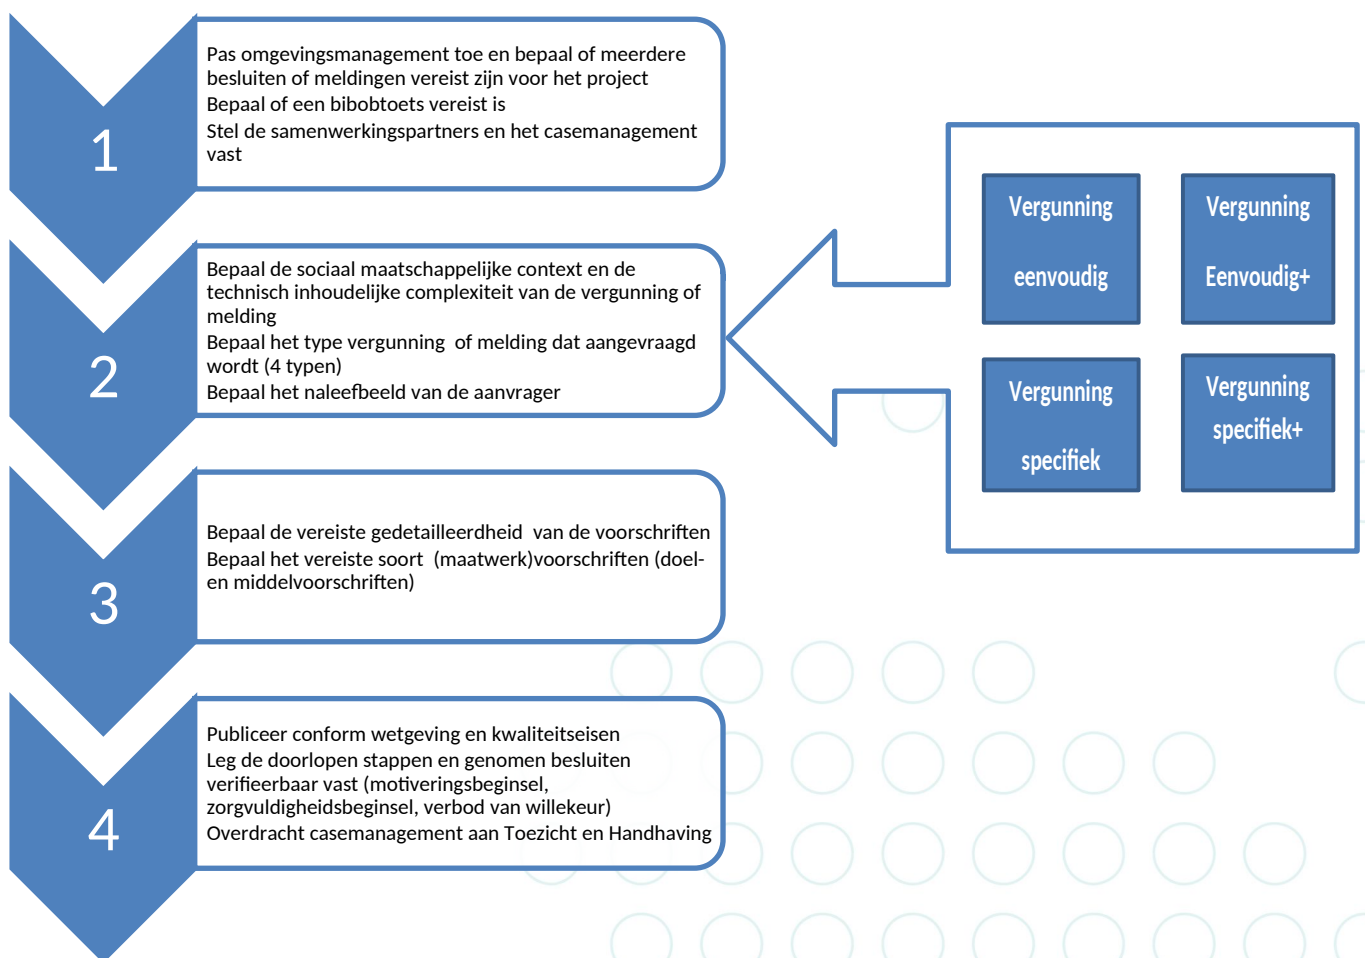 1
Pas omgevingsmanagement toe en bepaal of meerdere
besluiten of meldingen vereist zijn voor het project
Bepaal of een bibobtoets vereist is
Stel de samenwerkingspartners en het casemanagement
vast
2
Bepaal de sociaal maatschappelijke context en de
technisch inhoudelijke complexiteit van de vergunning of
melding
Bepaal het type vergunning  of melding dat aangevraagd
wordt (4 typen)
Bepaal het naleefbeeld van de aanvrager
Vergunning
eenvoudig
Vergunning
Eenvoudig+
Vergunning
specifiek
Vergunning
specifiek+
3
Bepaal de vereiste gedetailleerdheid  van de voorschriften
Bepaal het vereiste soort  (maatwerk)voorschriften (doel-
en middelvoorschriften)
4
Publiceer conform wetgeving en kwaliteitseisen
Leg de doorlopen stappen en genomen besluiten
verifieerbaar vast (motiveringsbeginsel,
zorgvuldigheidsbeginsel, verbod van willekeur)
Overdracht casemanagement aan Toezicht en Handhaving